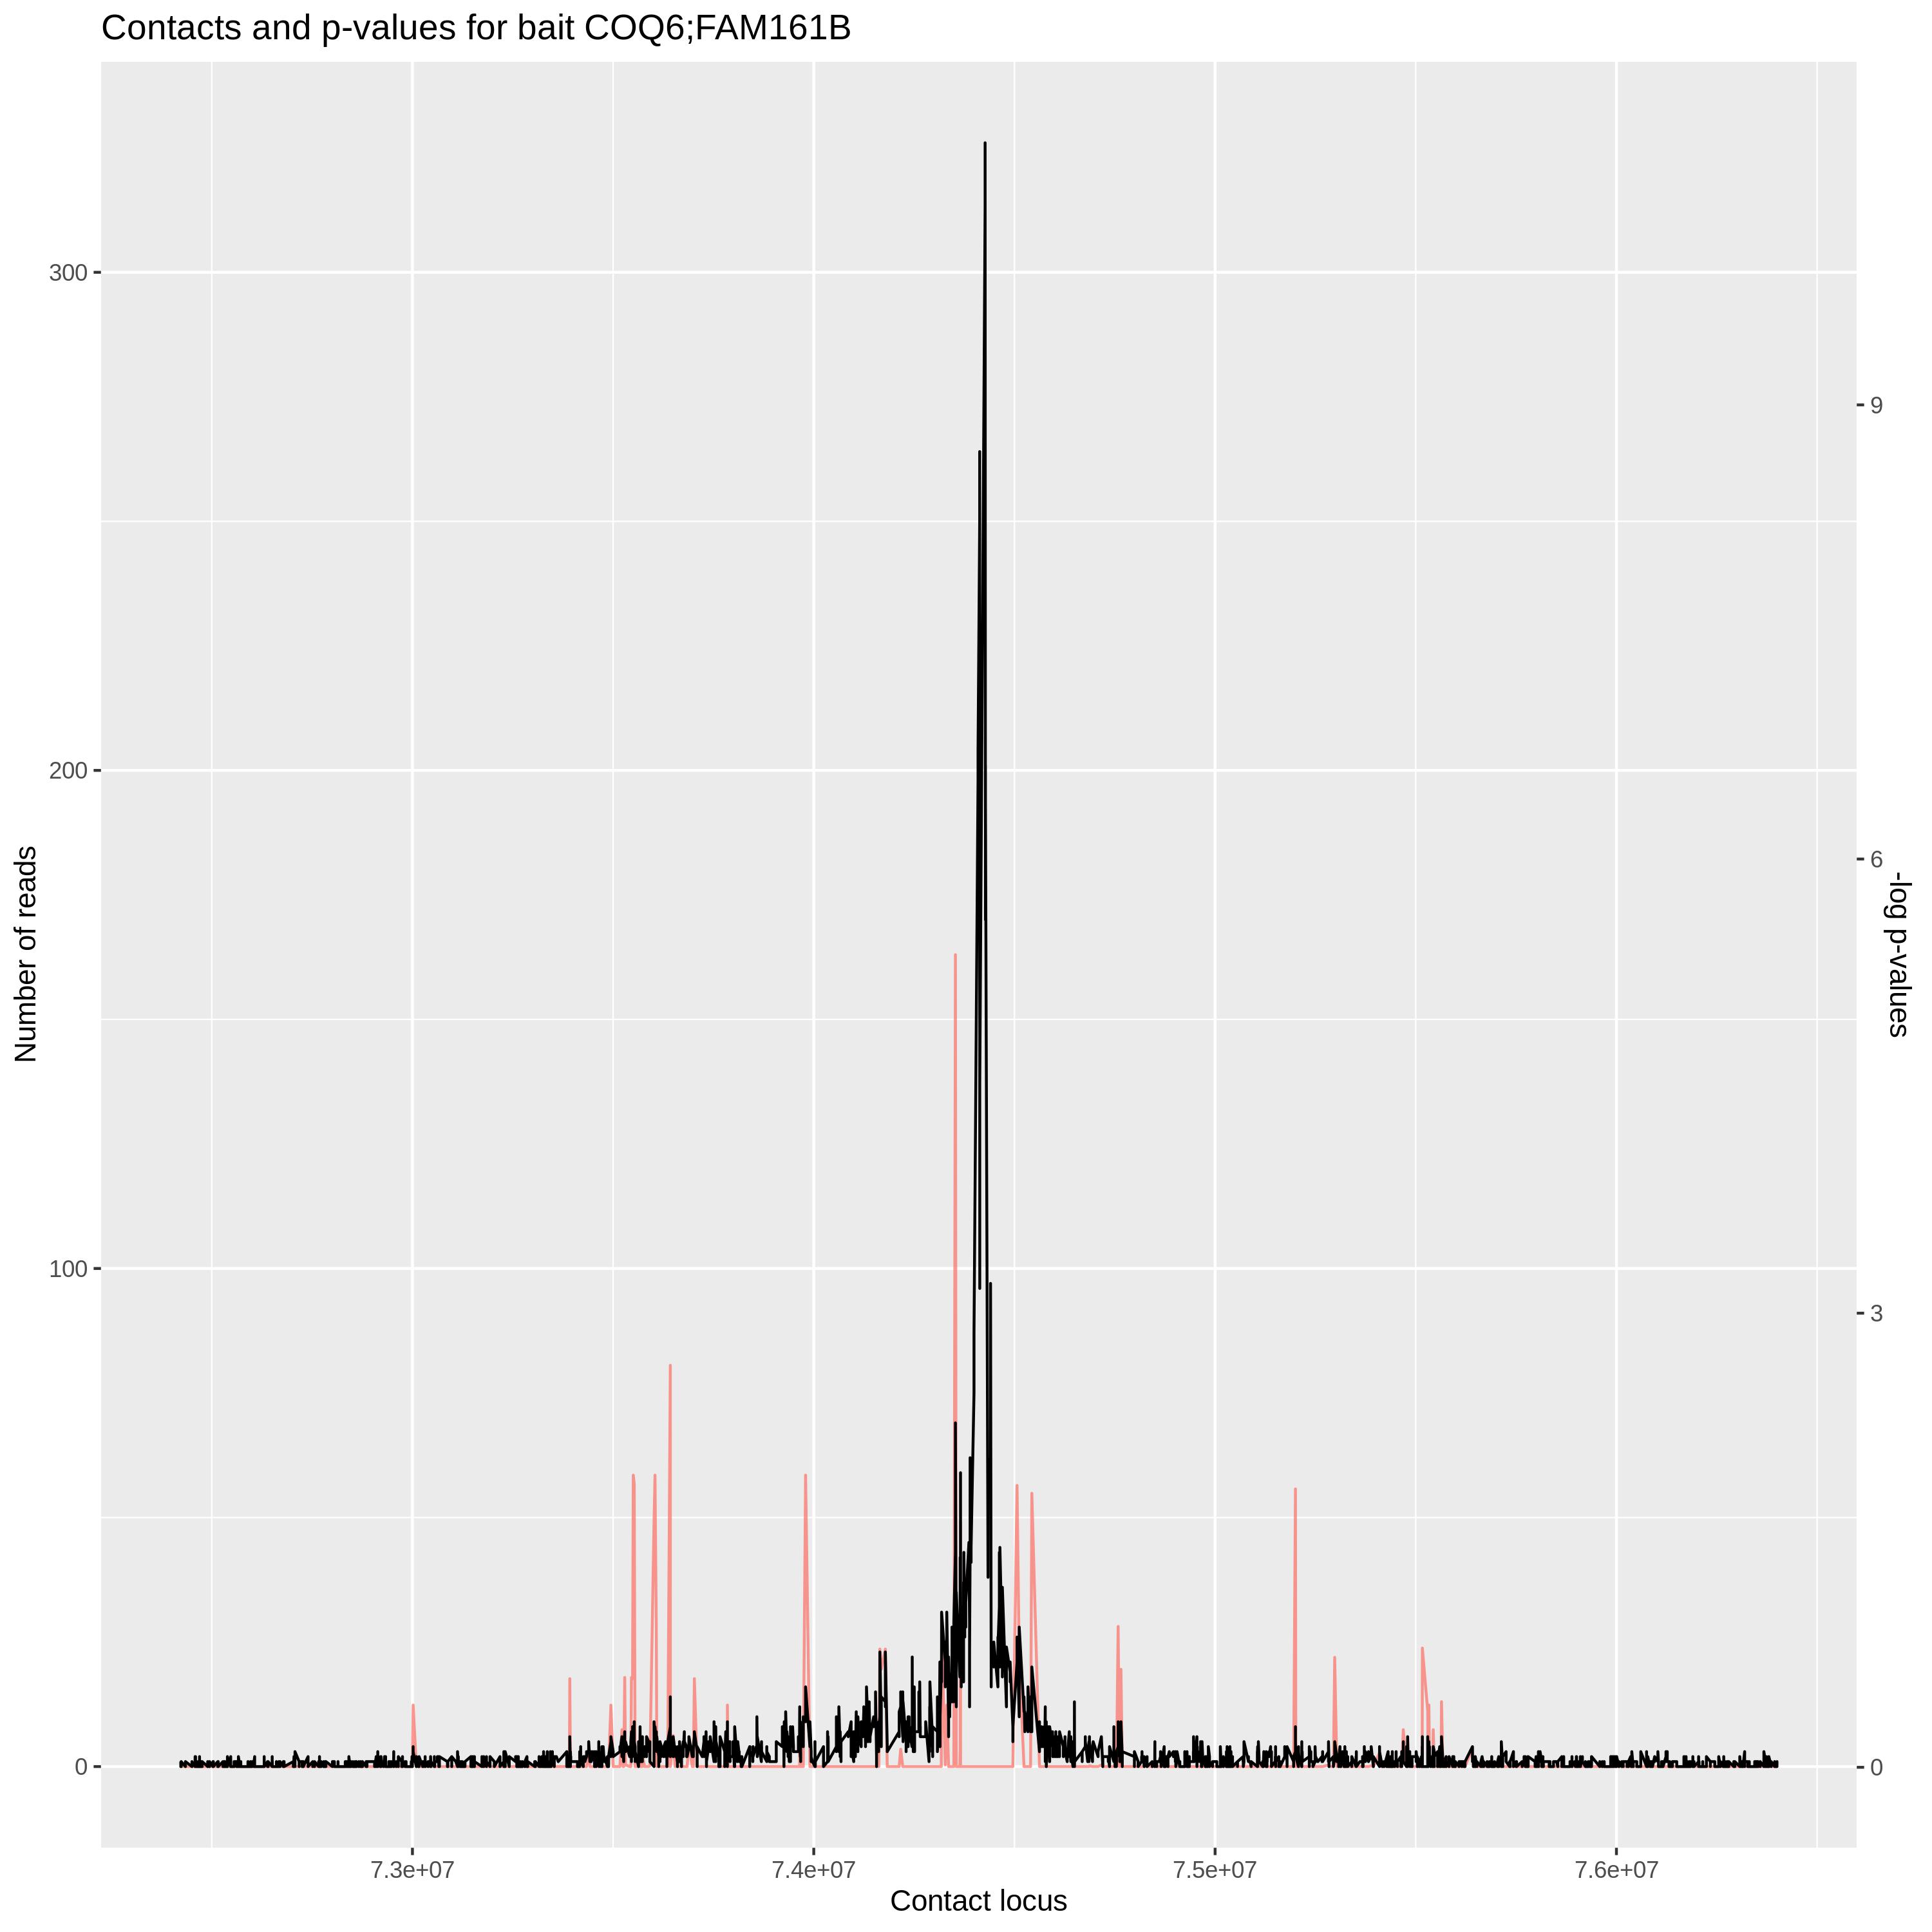 Contacts and p-values for bait COQ6;FAM161B
300
200
100
0
Number of reads
9
6
3
0
-log p-values
7.3e+07
7.4e+07
7.5e+07
7.6e+07
Contact locus